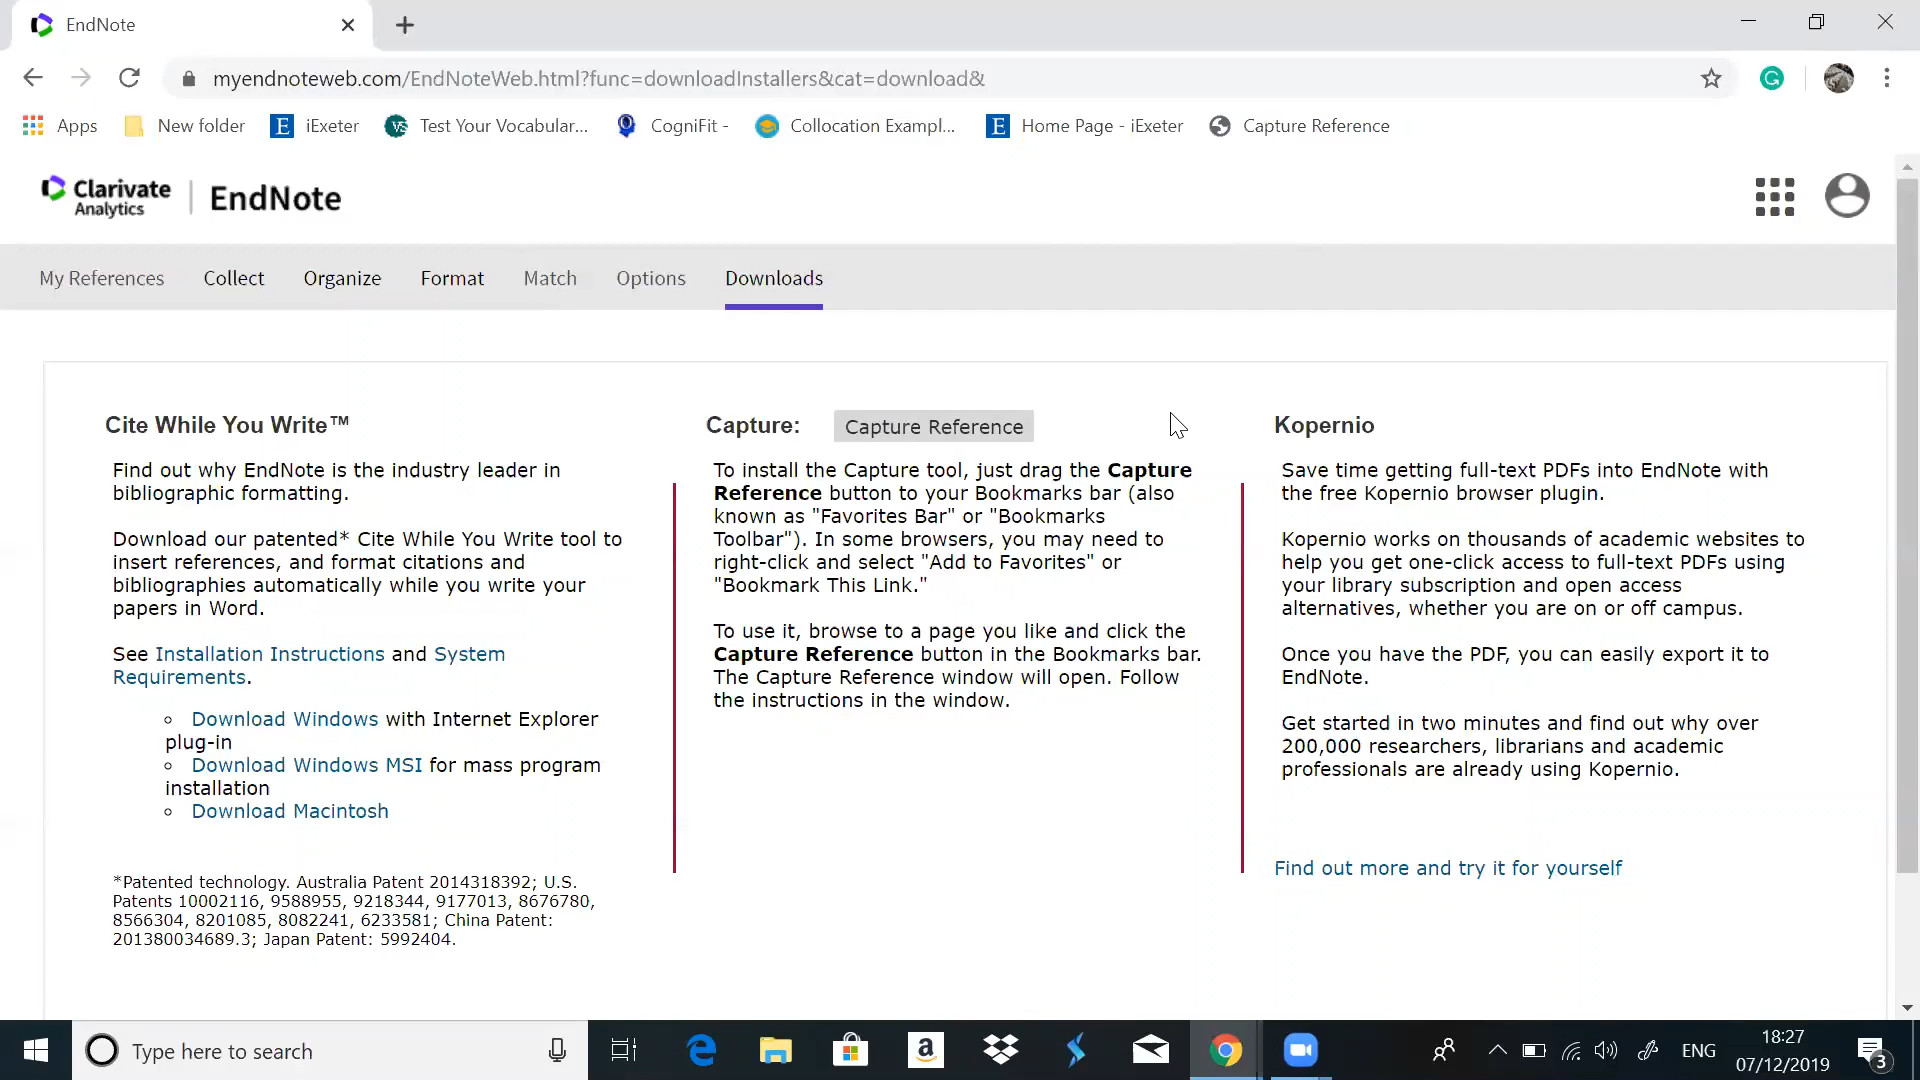 EndNote
myendnoteweb.com/EndNoteWeb.html?func=downloadInstallers&cat=download&
Apps
New folder
iExeter
Test Your Vocabular...
CogniFit -
Collocation Exampl...
Home Page - iExeter
Capture Reference
Clarivate
Analytics
EndNote
My References
Collect
Organize
Format
Match
Options
Downloads
Cite While You Write™
Find out why EndNote is the industry leader in
bibliographic formatting.
Download our patented* Cite While You Write tool to
insert references, and format citations and
bibliographies automatically while you write your
papers in Word.
See Installation Instructions and System
Requirements.
Download Windows with Internet Explorer
plug-in
Download Windows MSI for mass program
installation
Download Macintosh
*Patented technology. Australia Patent 2014318392; U.S.
Patents 10002116, 9588955, 9218344, 9177013, 8676780,
8566304, 8201085, 8082241, 6233581; China Patent:
201380034689.3; Japan Patent: 5992404.
Capture:
Capture Reference
To install the Capture tool, just drag the Capture
Reference button to your Bookmarks bar (also
known as "Favorites Bar" or "Bookmarks
Toolbar"). In some browsers, you may need to
right-click and select "Add to Favorites" or
"Bookmark This Link."
To use it, browse to a page you like and click the
Capture Reference button in the Bookmarks bar.
The Capture Reference window will open. Follow
the instructions in the window.
Kopernio
Save time getting full-text PDFs into EndNote with
the free Kopernio browser plugin.
Kopernio works on thousands of academic websites to
help you get one-click access to full-text PDFs using
your library subscription and open access
alternatives, whether you are on or off campus.
Once you have the PDF, you can easily export it to
EndNote.
Get started in two minutes and find out why over
200,000 researchers, librarians and academic
professionals are already using Kopernio.
Find out more and try it for yourself
Type here to search
ENG
18:27
07/12/2019
3